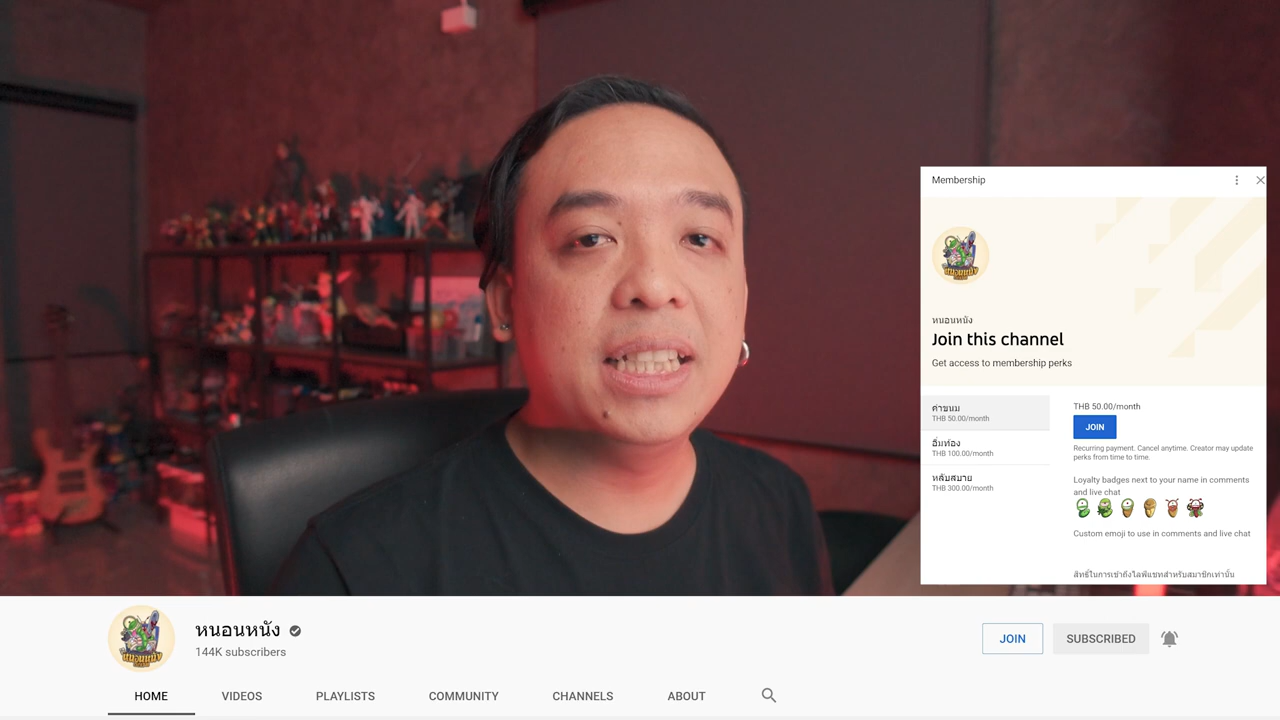 Membership
หนอนหนัง
Join this channel
Get access to membership perks
ค่าขนม
THB 50.00/month
อิ่มท้อง
THB 100.00/month
หลับสบาย
THB 300.00/month
THB 50.00/month
JOIN
Recurring payment. Cancel anytime. Creator may update
perks from time to time.
Loyalty badges next to your name in comments
and live chat
Custom emoji to use in comments and live chat
สิทธิ์ในการเข้าถึงไลฟ์แชทสำหรับสมาชิกเท่านั้น
หนอนหนัง
144K subscribers
JOIN
SUBSCRIBED
HOME
VIDEOS
PLAYLISTS
COMMUNITY
CHANNELS
ABOUT